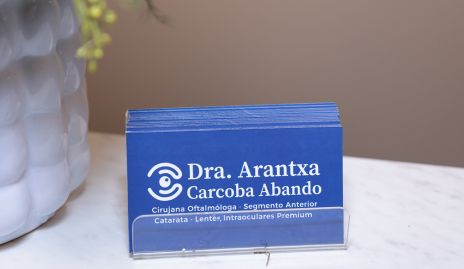 Dra. Arantxa
Carcoba Abando
Cirujana Oftalmóloga - Segmento Anterior
Catarata - Lentes, Intraoculares Premium